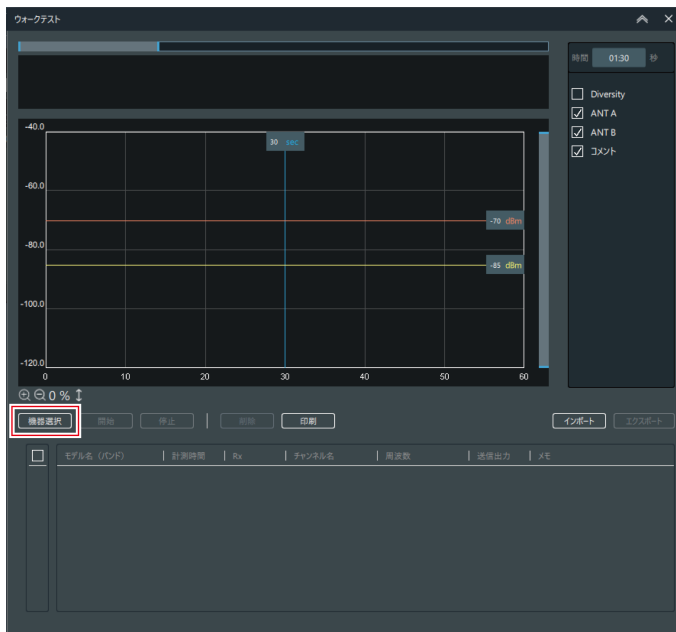 ウォークテスト
時間 01:30 秒
Diversity
ANT A
ANT B
コメント
-40.0
30 sec
-60.0
-70 dBm
-80.0
-85 dBm
-100.0
-120.0
0 10 20 30 40 50 60
0 %
機器選択 開始 停止 削除 印刷 インポート エクスポート
モデル名（バンド） 計測時間 Rx チャンネル名 周波数 送信出力 メモ